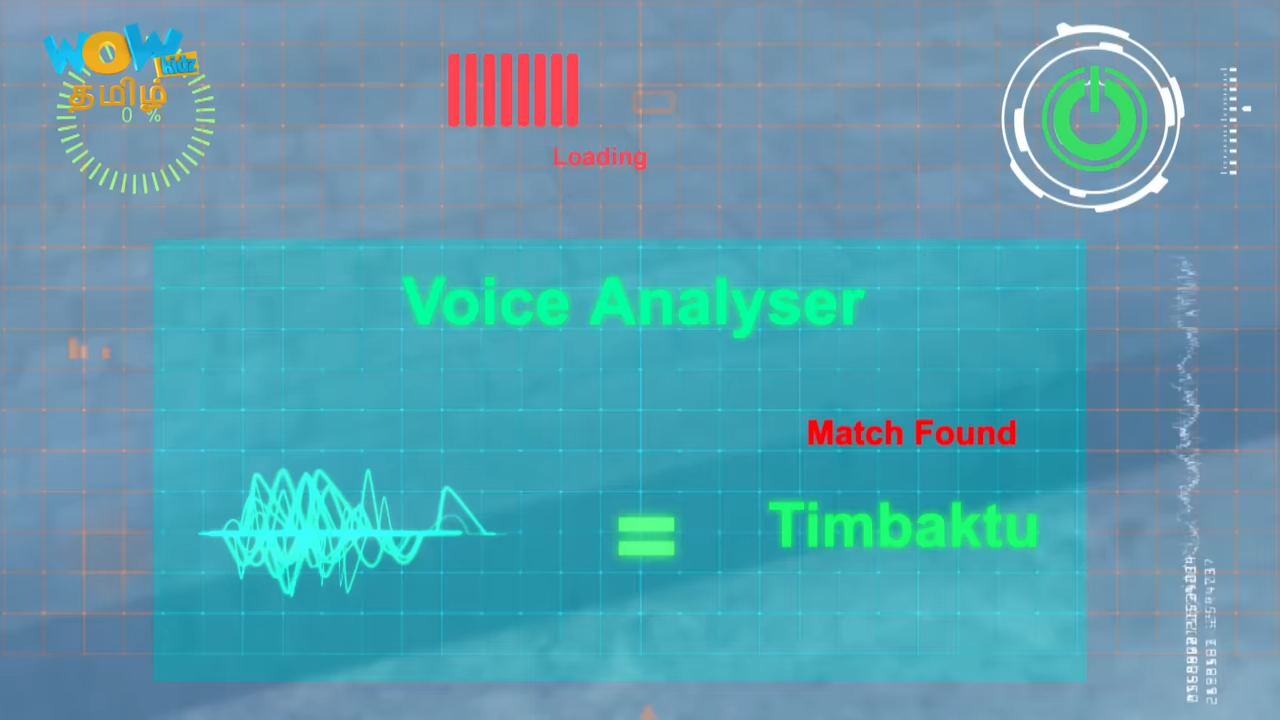 WOW
kidz
தமிழ்
0 %
Loading
Voice Analyser
Match Found
=
Timbaktu